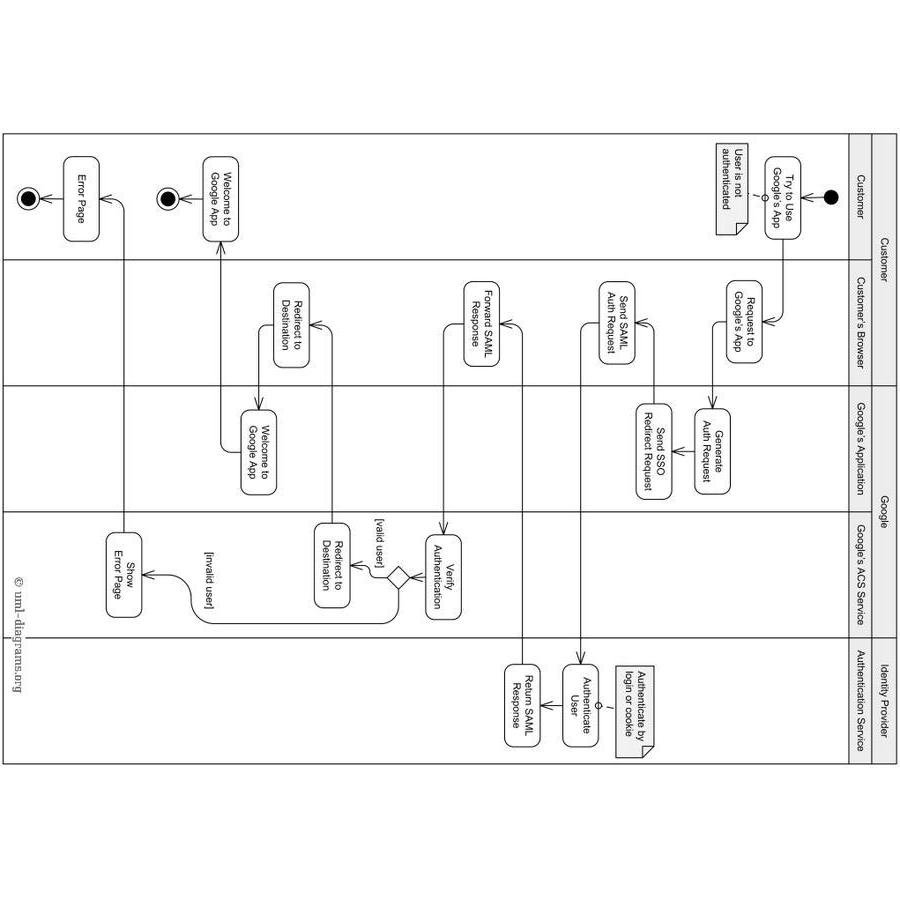 Customer
Google
Identity Provider
Customer
Customer's Browser
Google's Application
Google's ACS Service
Authentication Service
Try to Use
Google's App
User is not
authenticated
Request to
Google's App
Generate
Auth Request
Send SSO
Redirect Request
Send SAML
Auth Request
Authenticate by
login or cookie
Authenticate
User
Return SAML
Response
Forward SAML
Response
Verify
Authentication
[valid user]
Redirect to
Destination
Redirect to
Destination
Welcome to
Google App
Welcome to
Google App
[invalid user]
Show
Error Page
Error Page
© uml-diagrams.org